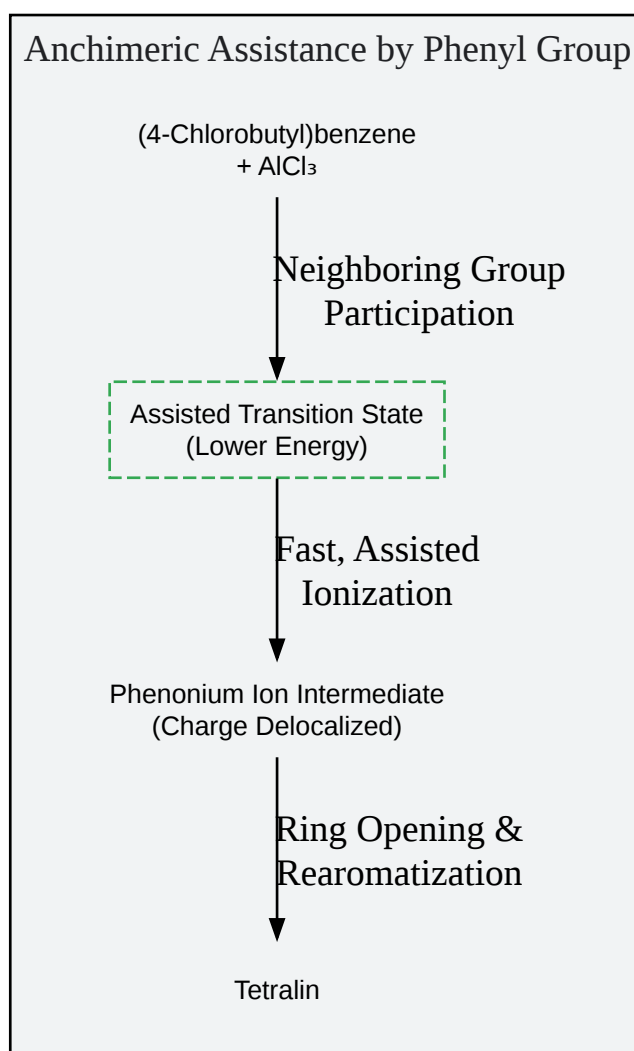 Anchimeric Assistance by Phenyl Group
(4-Chlorobutyl)benzene
+ AlCl₃
Neighboring Group
Participation
Assisted Transition State
(Lower Energy)
Fast, Assisted
Ionization
Phenonium Ion Intermediate
(Charge Delocalized)
Ring Opening &
Rearomatization
Tetralin